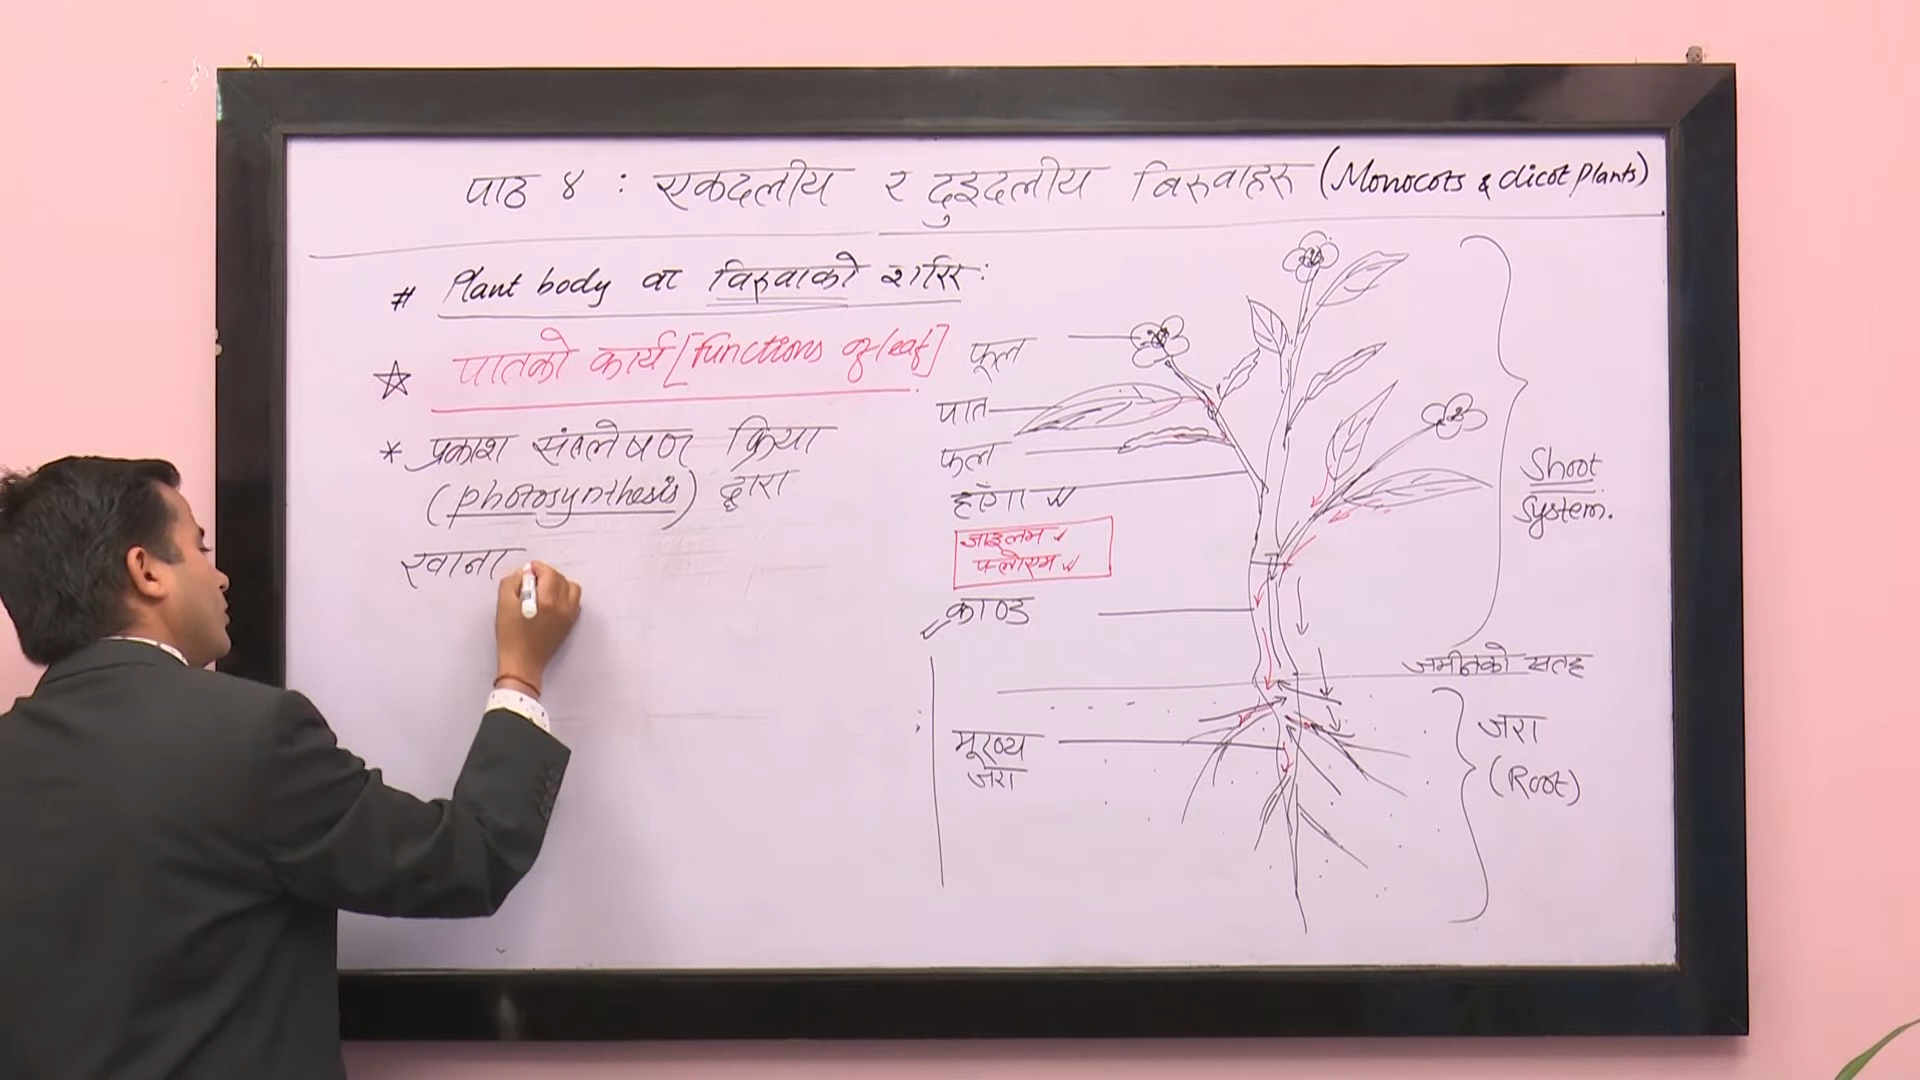 पाठ ४ : एकदलीय र दुइदलीय बिरुवाहरु (Monocots & dicot plants)
# Plant body वा विरुवाको शरिर :
☆ पातको कार्य [functions of leaf]
* प्रकाश संश्लेषण क्रिया
(photosynthesis) द्वारा
खाना
फूल
पात
फल
हाँगा
जाइलम ✓
फ्लोएम ✓
काण्ड
मूख्य
जरा
Shoot
System.
जमीनको सतह
जरा
(Root)